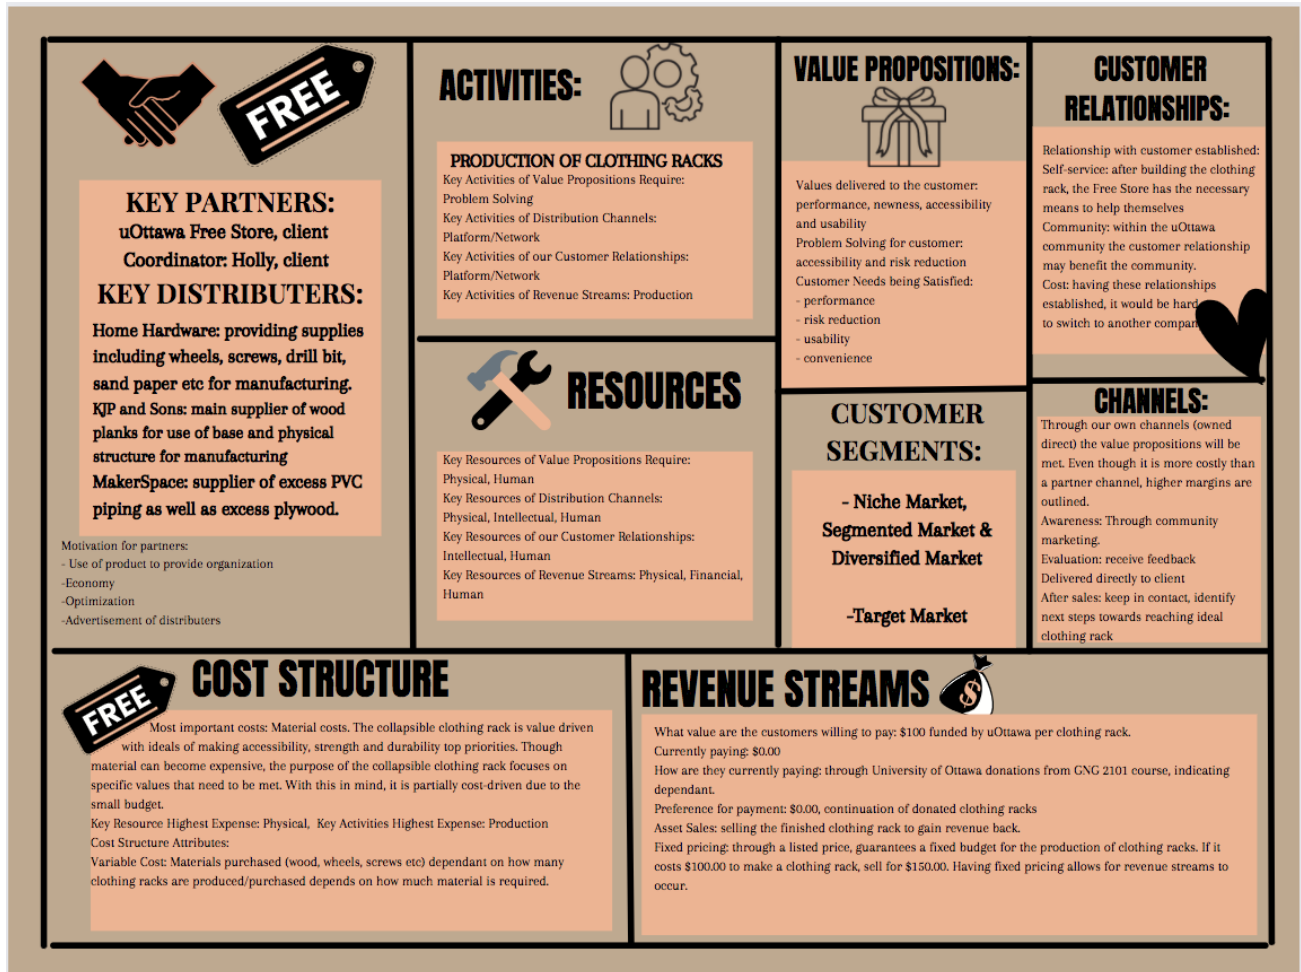 FREE
KEY PARTNERS:
uOttawa Free Store, client
Coordinator: Holly, client
KEY DISTRIBUTERS:
Home Hardware: providing supplies
including wheels, screws, drill bit,
sand paper etc for manufacturing.
KJP and Sons: main supplier of wood
planks for use of base and physical
structure for manufacturing
MakerSpace: supplier of excess PVC
piping as well as excess plywood.
Motivation for partners:
- Use of product to provide organization
-Economy
-Optimization
-Advertisement of distributers
ACTIVITIES:
PRODUCTION OF CLOTHING RACKS
Key Activities of Value Propositions Require:
Problem Solving
Key Activities of Distribution Channels:
Platform/Network
Key Activities of our Customer Relationships:
Platform/Network
Key Activities of Revenue Streams: Production
RESOURCES
Key Resources of Value Propositions Require:
Physical, Human
Key Resources of Distribution Channels:
Physical, Intellectual, Human
Key Resources of our Customer Relationships:
Intellectual, Human
Key Resources of Revenue Streams: Physical, Financial,
Human
VALUE PROPOSITIONS:
Values delivered to the customer:
performance, newness, accessibility
and usability
Problem Solving for customer:
accessibility and risk reduction
Customer Needs being Satisfied:
- performance
- risk reduction
- usability
- convenience
CUSTOMER
SEGMENTS:
- Niche Market,
Segmented Market &
Diversified Market
-Target Market
CUSTOMER
RELATIONSHIPS:
Relationship with customer established:
Self-service: after building the clothing
rack, the Free Store has the necessary
means to help themselves
Community: within the uOttawa
community the customer relationship
may benefit the community.
Cost: having these relationships
established, it would be hard
to switch to another compan
CHANNELS:
Through our own channels (owned
direct) the value propositions will be
met. Even though it is more costly than
a partner channel, higher margins are
outlined.
Awareness: Through community
marketing.
Evaluation: receive feedback
Delivered directly to client
After sales: keep in contact, identify
next steps towards reaching ideal
clothing rack
FREE
COST STRUCTURE
Most important costs: Material costs. The collapsible clothing rack is value driven
with ideals of making accessibility, strength and durability top priorities. Though
material can become expensive, the purpose of the collapsible clothing rack focuses on
specific values that need to be met. With this in mind, it is partially cost-driven due to the
small budget.
Key Resource Highest Expense: Physical, Key Activities Highest Expense: Production
Cost Structure Attributes:
Variable Cost: Materials purchased (wood, wheels, screws etc) dependant on how many
clothing racks are produced/purchased depends on how much material is required.
REVENUE STREAMS
$
What value are the customers willing to pay: $100 funded by uOttawa per clothing rack.
Currently paying: $0.00
How are they currently paying: through University of Ottawa donations from GNG 2101 course, indicating
dependant.
Preference for payment: $0.00, continuation of donated clothing racks
Asset Sales: selling the finished clothing rack to gain revenue back.
Fixed pricing: through a listed price, guarantees a fixed budget for the production of clothing racks. If it
costs $100.00 to make a clothing rack, sell for $150.00. Having fixed pricing allows for revenue streams to
occur.